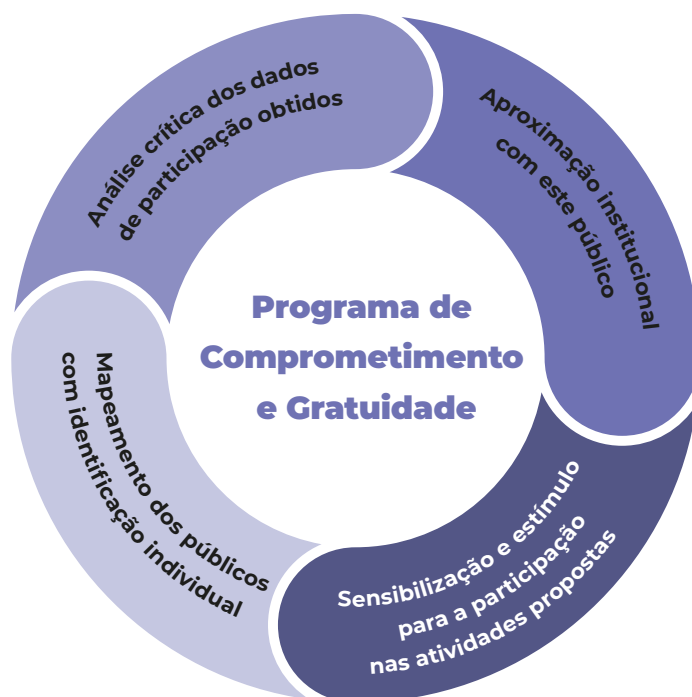 Análise crítica dos dados
de participação obtidos
Aproximação institucional
com este público
Programa de
Comprometimento
e Gratuidade
Mapeamento dos públicos
com identificação individual
Sensibilização e estímulo
para a participação
nas atividades propostas